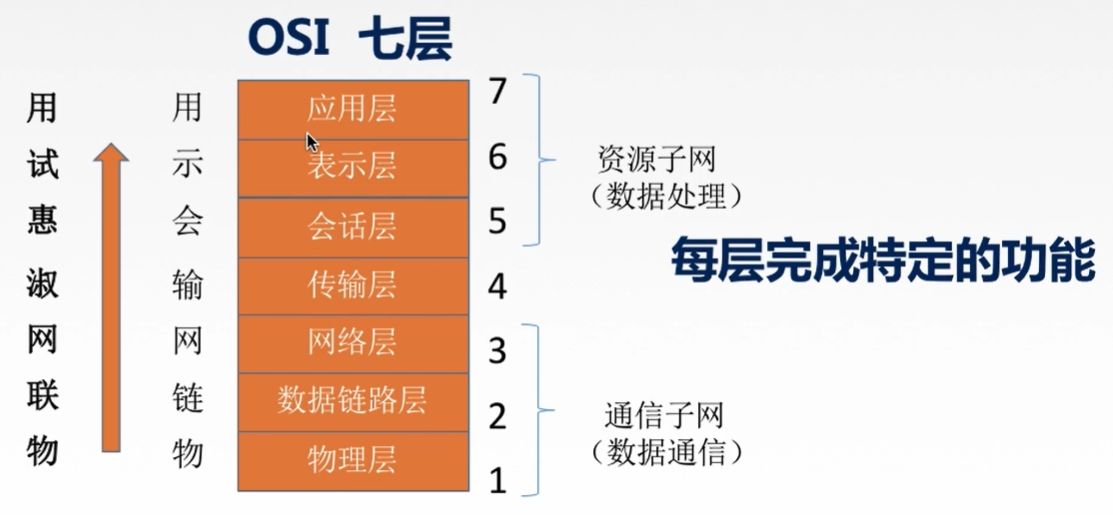 OSI 七层
用 用 应用层 7
试 示 表示层 6
惠 会 会话层 5
淑 输 传输层 4
网 网 网络层 3
联 链 数据链路层 2
物 物 物理层 1
资源子网
（数据处理）
每层完成特定的功能
通信子网
（数据通信）